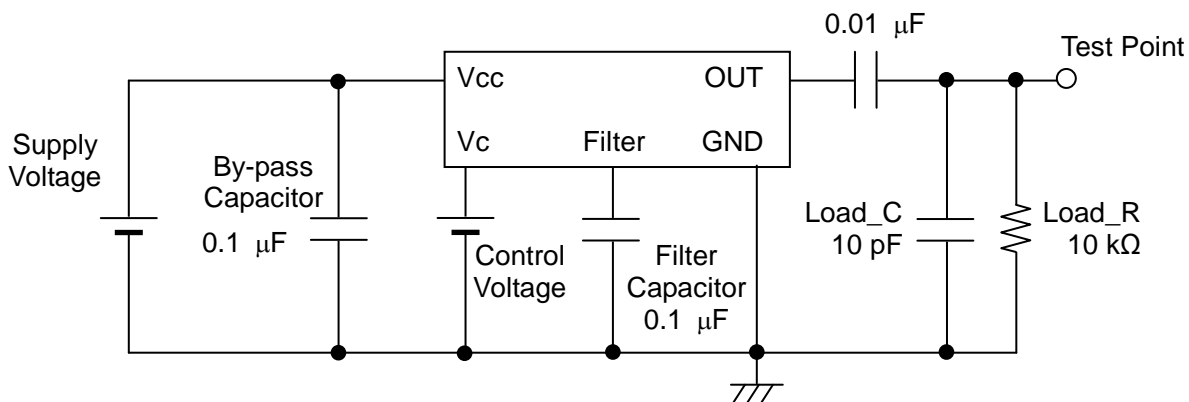 0.01 μF
Test Point
Vcc
OUT
Vc
Filter
GND
Supply
Voltage
By-pass
Capacitor
0.1 μF
Control
Voltage
Filter
Capacitor
0.1 μF
Load_C
10 pF
Load_R
10 kΩ